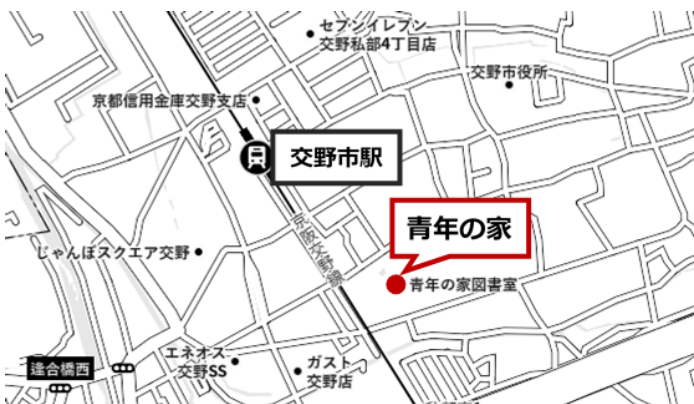 セブンイレブン
交野私部4丁目店
交野市役所
京都信用金庫交野支店
交野市駅
青年の家
京阪交野線
じゃんぼスクエア交野
青年の家図書室
逢合橋西
エネオス
交野SS
ガスト
交野店